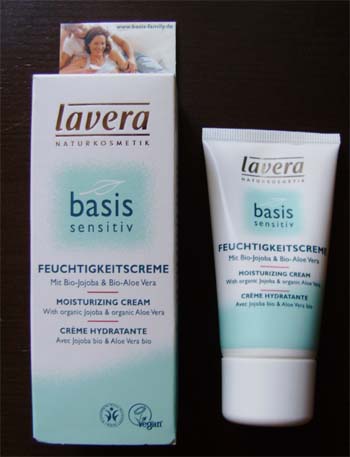 www.basis-family.de
lavera
NATURKOSMETIK
basis
sensitiv
FEUCHTIGKEITSCREME
Mit Bio-Jojoba & Bio-Aloe Vera
MOISTURIZING CREAM
With organic Jojoba & organic Aloe Vera
CRÈME HYDRATANTE
Avec Jojoba bio & Aloe Vera bio
vegan
lavera
NATURKOSMETIK
basis
sensitiv
FEUCHTIGKEITSCREME
Mit Bio-Jojoba & Bio-Aloe Vera
MOISTURIZING CREAM
With organic Jojoba & organic Aloe Vera
CRÈME HYDRATANTE
Avec Jojoba bio & Aloe Vera bio